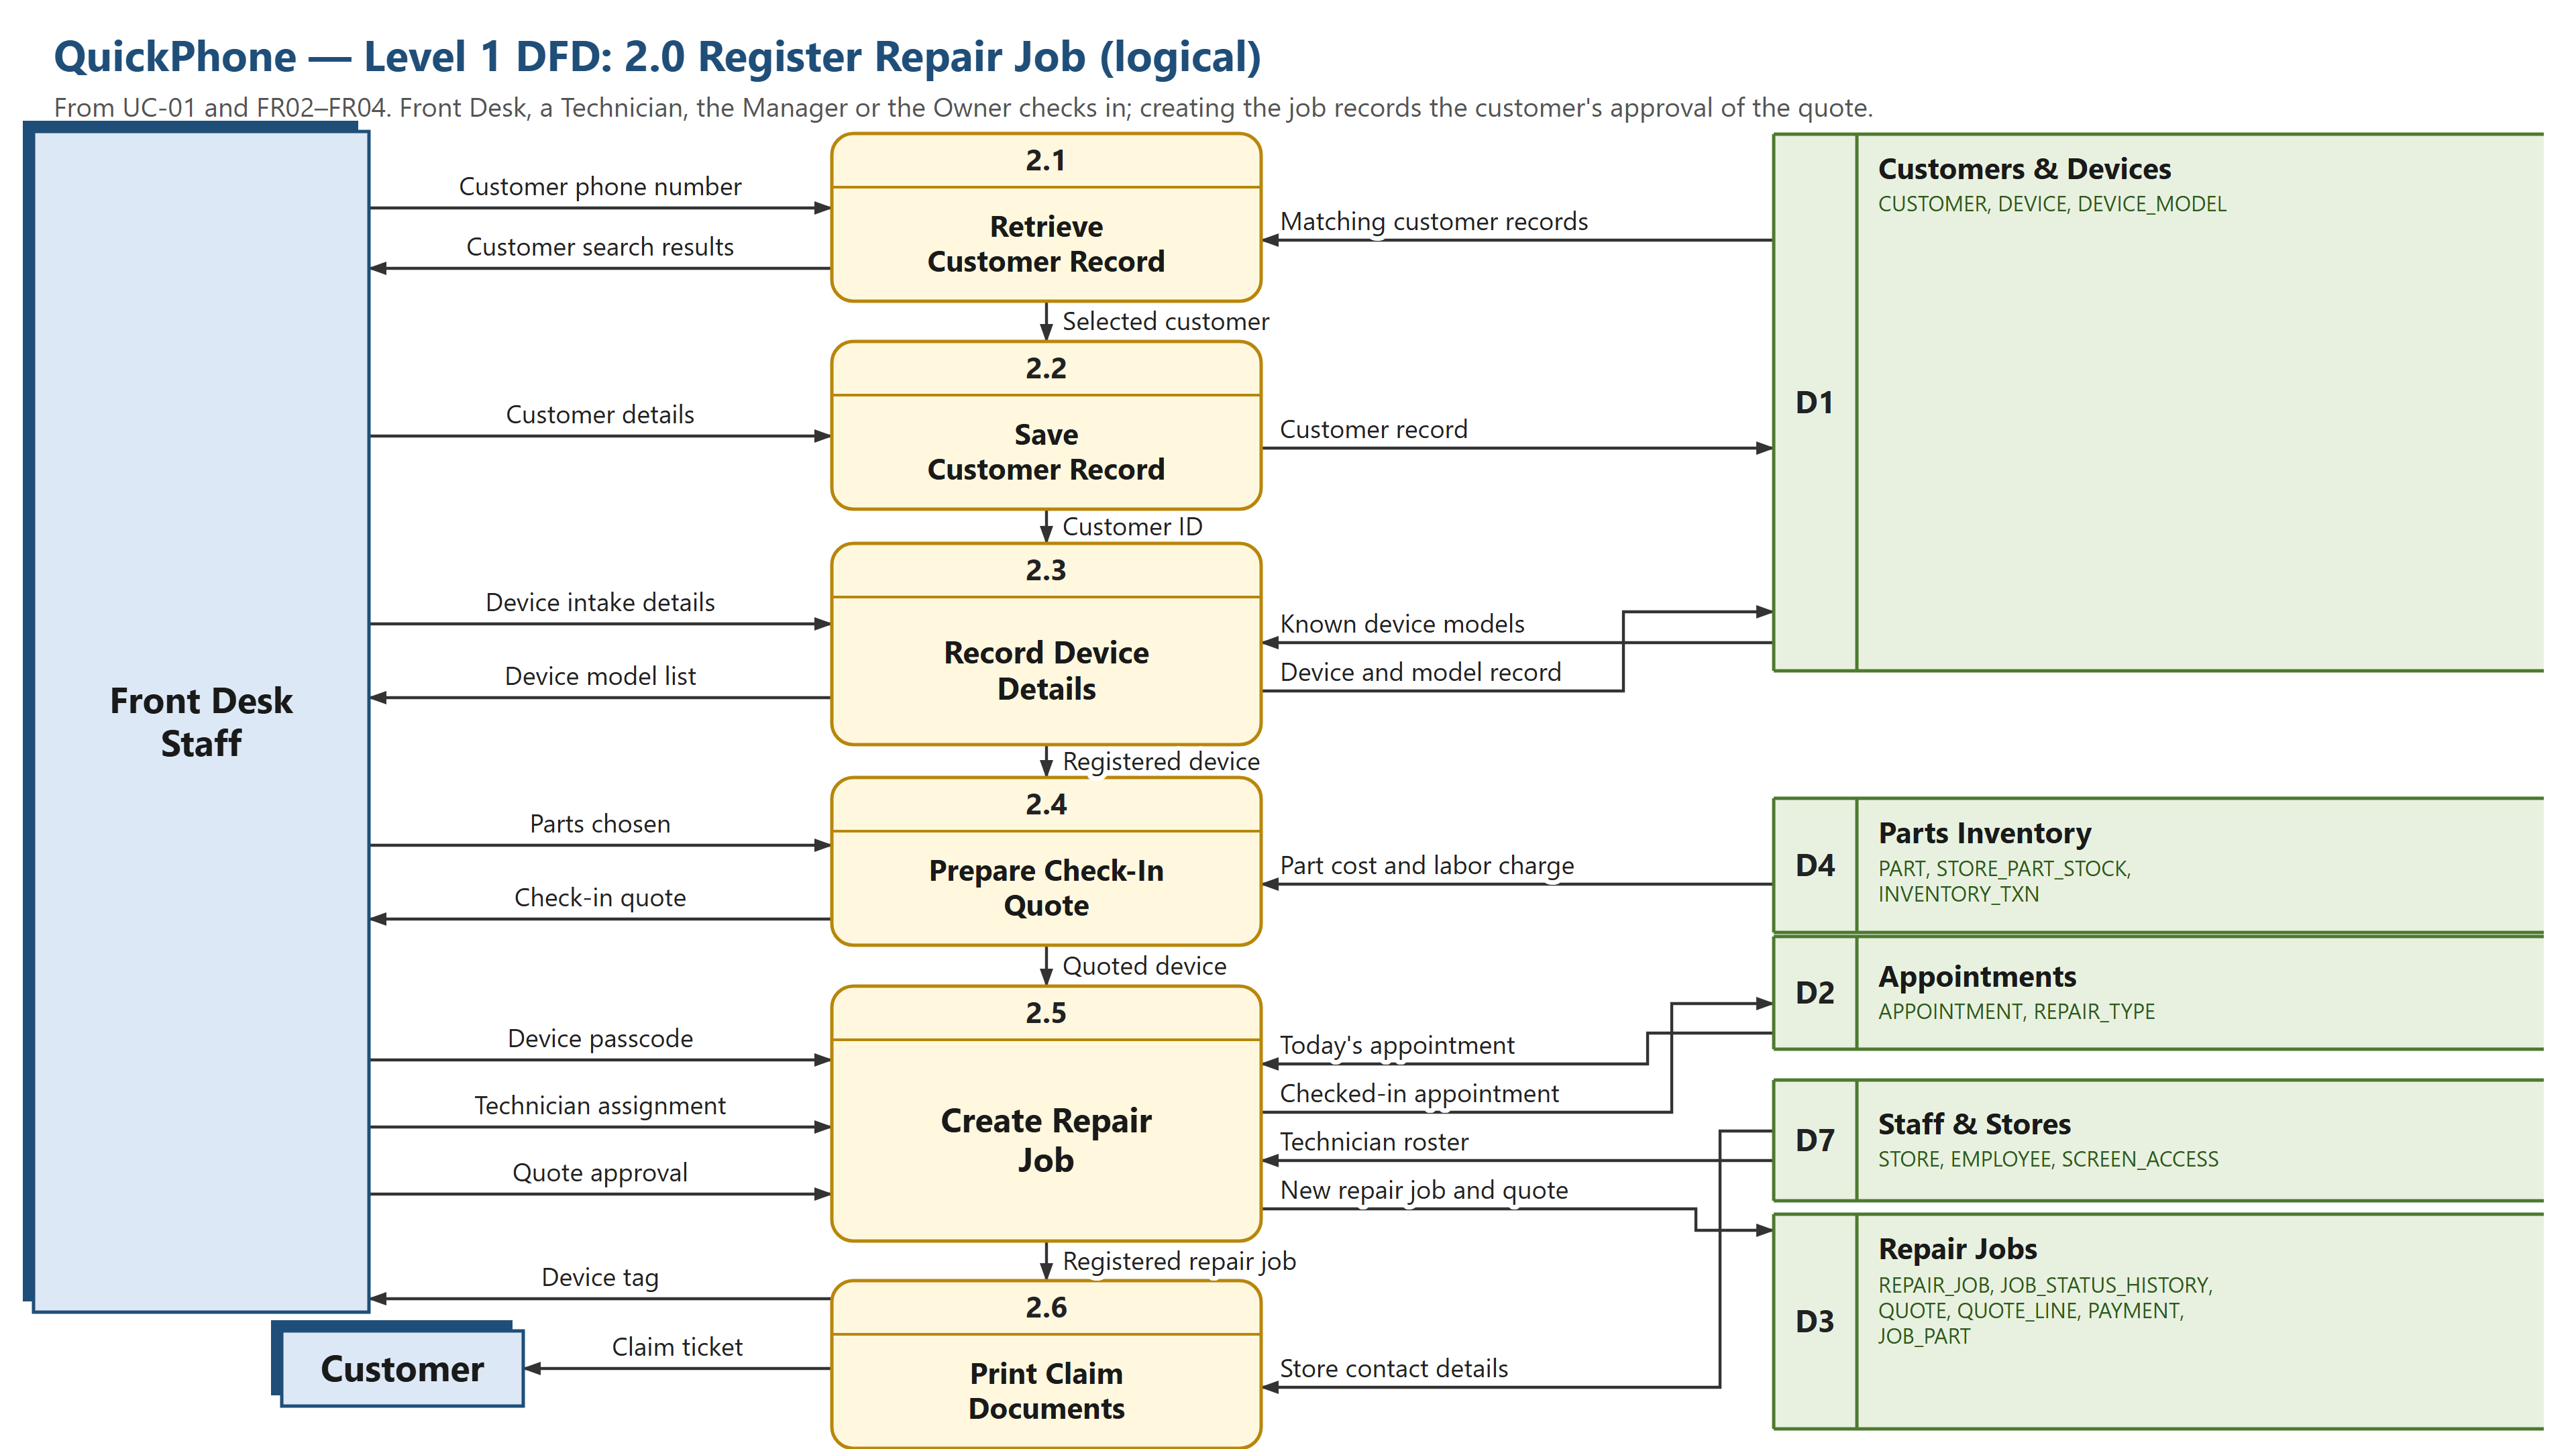 QuickPhone — Level 1 DFD: 2.0 Register Repair Job (logical)
From UC-01 and FR02–FR04. Front Desk, a Technician, the Manager or the Owner checks in; creating the job records the customer's approval of the quote.
Front Desk
Staff
Customer
Customer phone number
Customer search results
Customer details
Device intake details
Device model list
Parts chosen
Check-in quote
Device passcode
Technician assignment
Quote approval
Device tag
Claim ticket
2.1
Retrieve
Customer Record
Selected customer
2.2
Save
Customer Record
Customer ID
2.3
Record Device
Details
Registered device
2.4
Prepare Check-In
Quote
Quoted device
2.5
Create Repair
Job
Registered repair job
2.6
Print Claim
Documents
Matching customer records
Customer record
Known device models
Device and model record
Part cost and labor charge
Today's appointment
Checked-in appointment
Technician roster
New repair job and quote
Store contact details
D1
Customers & Devices
CUSTOMER, DEVICE, DEVICE_MODEL
D4
Parts Inventory
PART, STORE_PART_STOCK,
INVENTORY_TXN
D2
Appointments
APPOINTMENT, REPAIR_TYPE
D7
Staff & Stores
STORE, EMPLOYEE, SCREEN_ACCESS
D3
Repair Jobs
REPAIR_JOB, JOB_STATUS_HISTORY,
QUOTE, QUOTE_LINE, PAYMENT,
JOB_PART